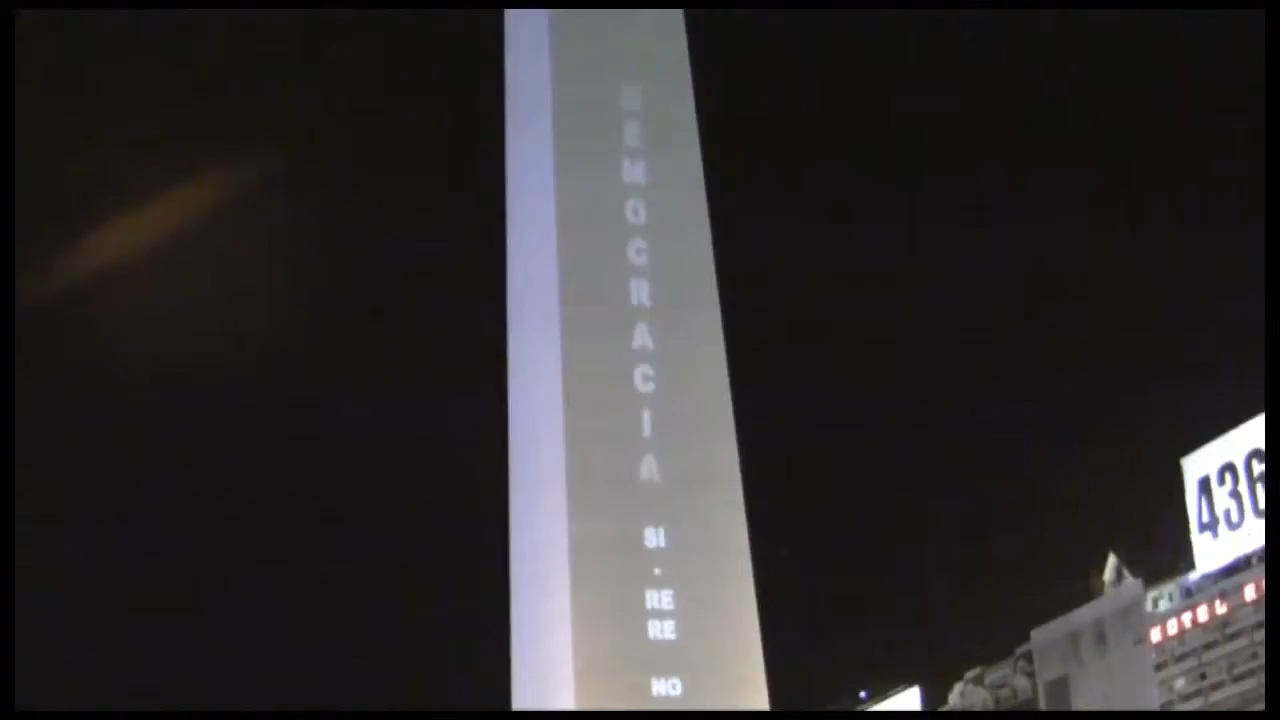 DEMOCRACIA
SI
-
RE
RE
NO
436
HOTEL